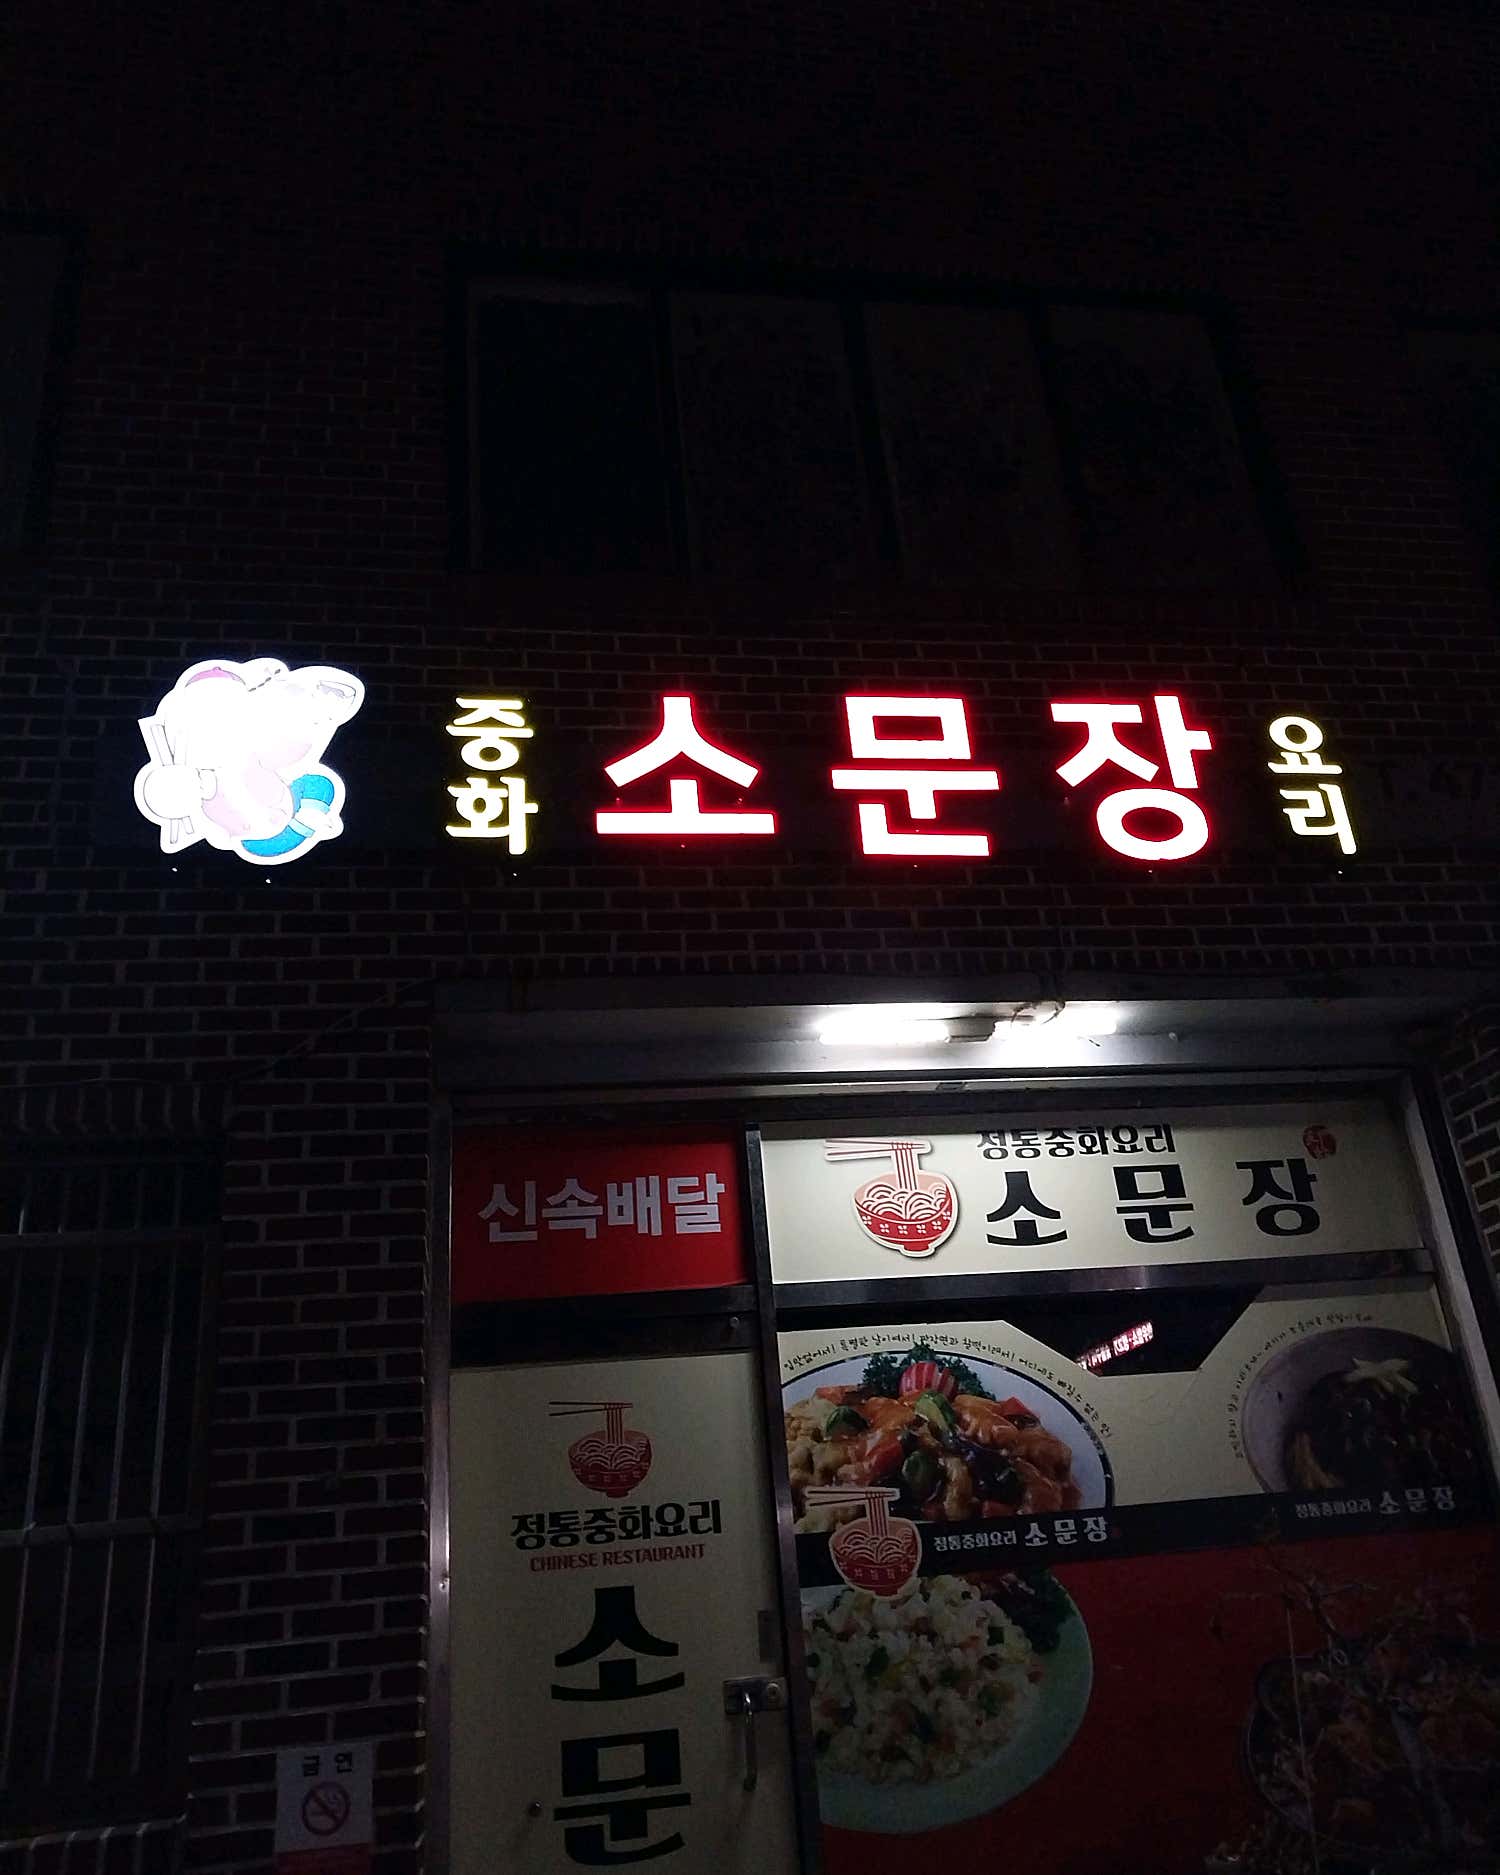 중화 소문장 요리
신속배달
정통중화요리
소문장
정통중화요리 소문장
정통중화요리 소문장
정통중화요리
CHINESE RESTAURANT
소
문
금연